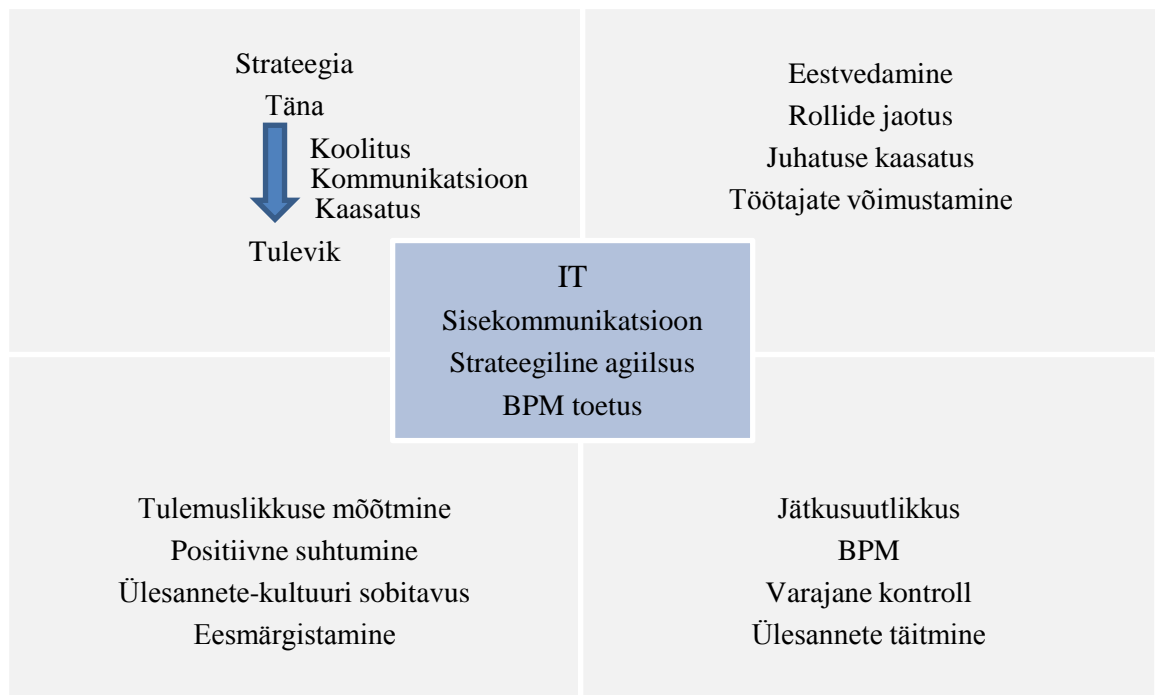 Strateegia
Täna
Koolitus
Kommunikatsioon
Kaasatus
Tulevik
Eestvedamine
Rollide jaotus
Juhatuse kaasatus
Töötajate võimustamine
IT
Sisekommunikatsioon
Strateegiline agiilsus
BPM toetus
Tulemuslikkuse mõõtmine
Positiivne suhtumine
Ülesannete-kultuuri sobitavus
Eesmärgistamine
Jätkusuutlikkus
BPM
Varajane kontroll
Ülesannete täitmine